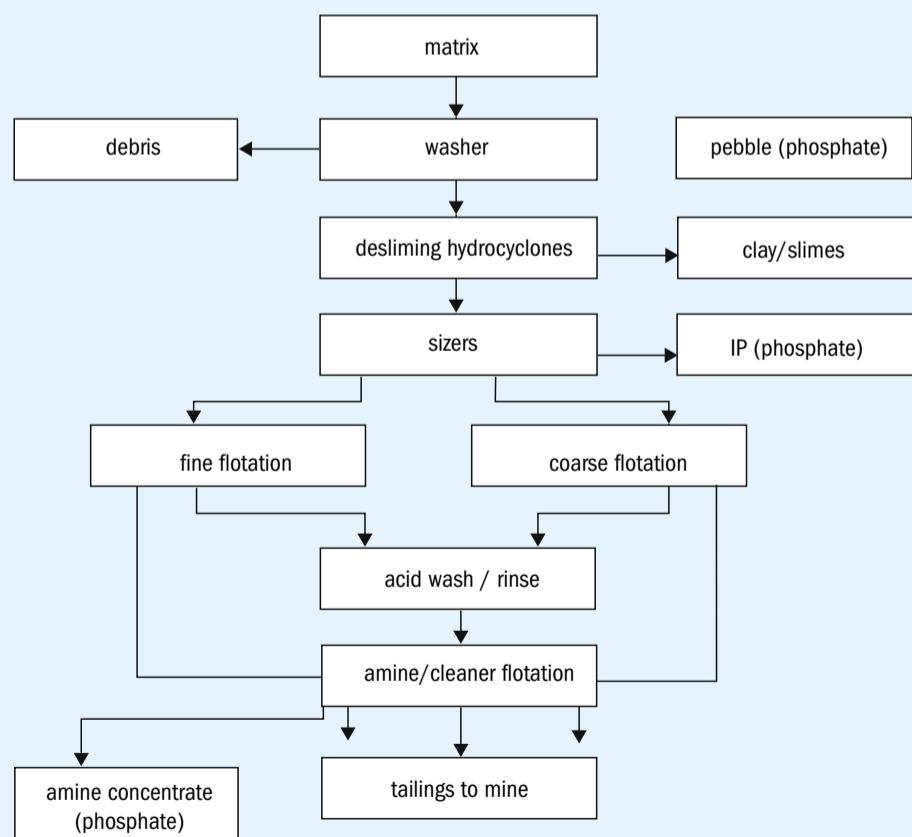 matrix
debris
washer
pebble (phosphate)
desliming hydrocyclones
clay/slimes
sizers
IP (phosphate)
fine flotation
coarse flotation
acid wash / rinse
amine/cleaner flotation
amine concentrate
(phosphate)
tailings to mine